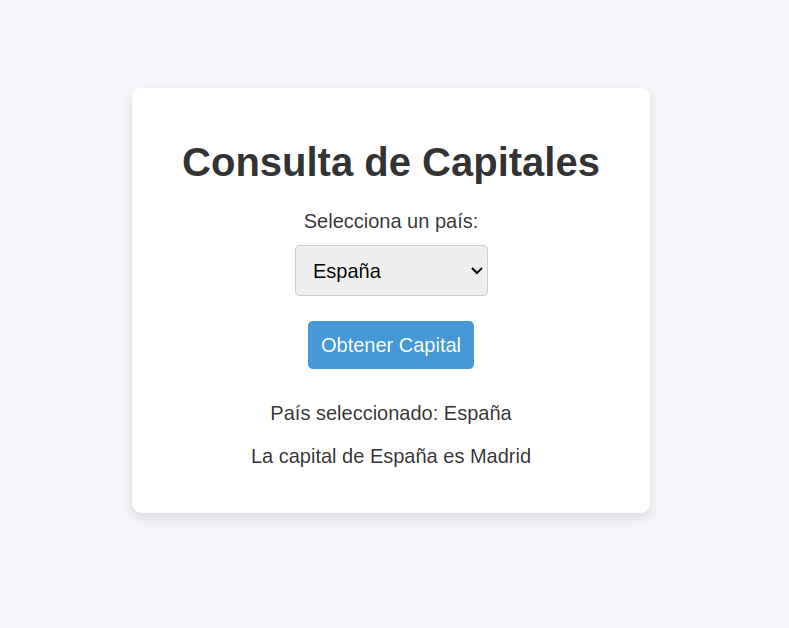 Consulta de Capitales
Selecciona un país:
España
Obtener Capital
País seleccionado: España
La capital de España es Madrid